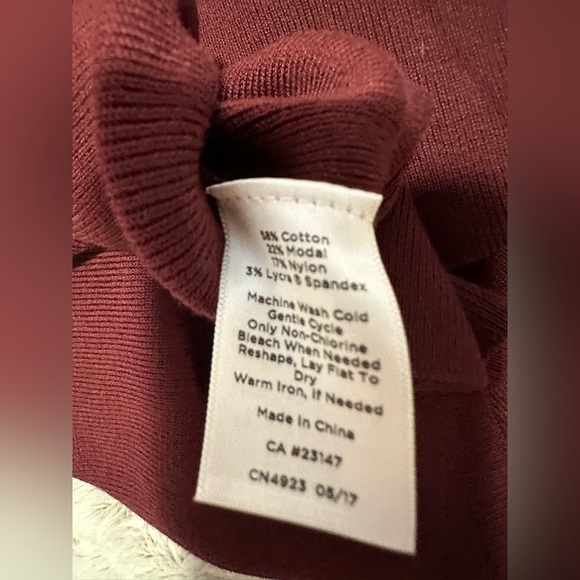 58% Cotton
22% Modal
17% Nylon
3% Lycra® Spandex
Machine Wash Cold
Gentle Cycle
Only Non-Chlorine
Bleach When Needed
Reshape, Lay Flat To
Dry
Warm Iron, If Needed
Made in China
CA #23147
CN4923 05/17